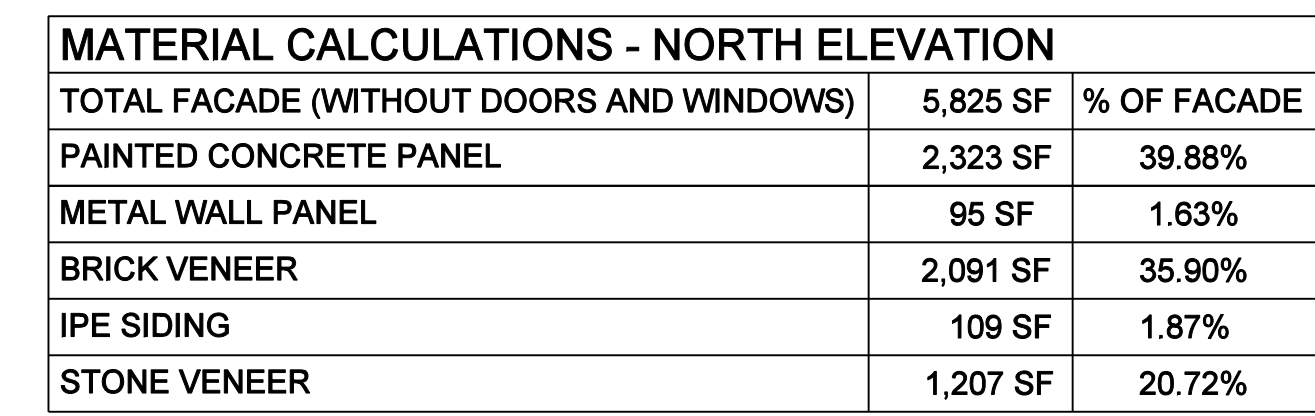 MATERIAL CALCULATIONS - NORTH ELEVATION
TOTAL FACADE (WITHOUT DOORS AND WINDOWS) 5,825 SF % OF FACADE
PAINTED CONCRETE PANEL 2,323 SF 39.88%
METAL WALL PANEL 95 SF 1.63%
BRICK VENEER 2,091 SF 35.90%
IPE SIDING 109 SF 1.87%
STONE VENEER 1,207 SF 20.72%